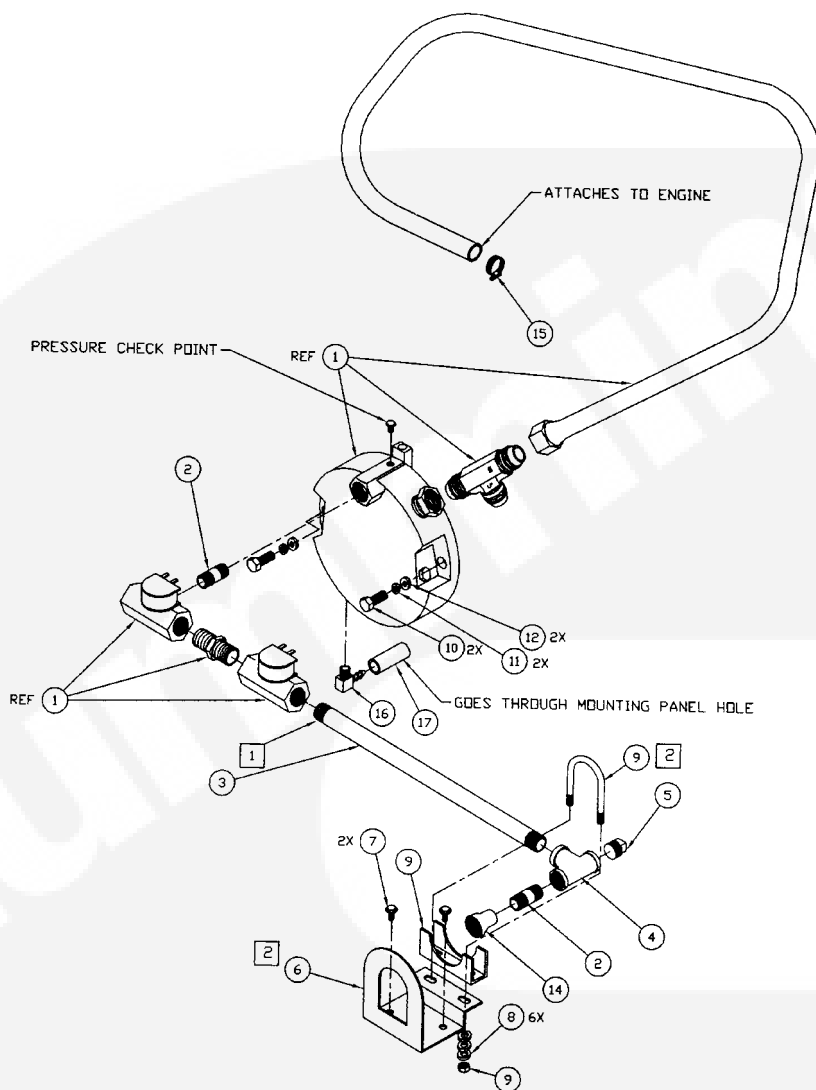 ATTACHES TO ENGINE
15
PRESSURE CHECK POINT
REF 1
2
12 2X
10 2X
11 2X
REF 1
16
17
GOES THROUGH MOUNTING PANEL HOLE
1
3
9 2
5
2X 7
9
4
2
2
6
14
8 6X
9